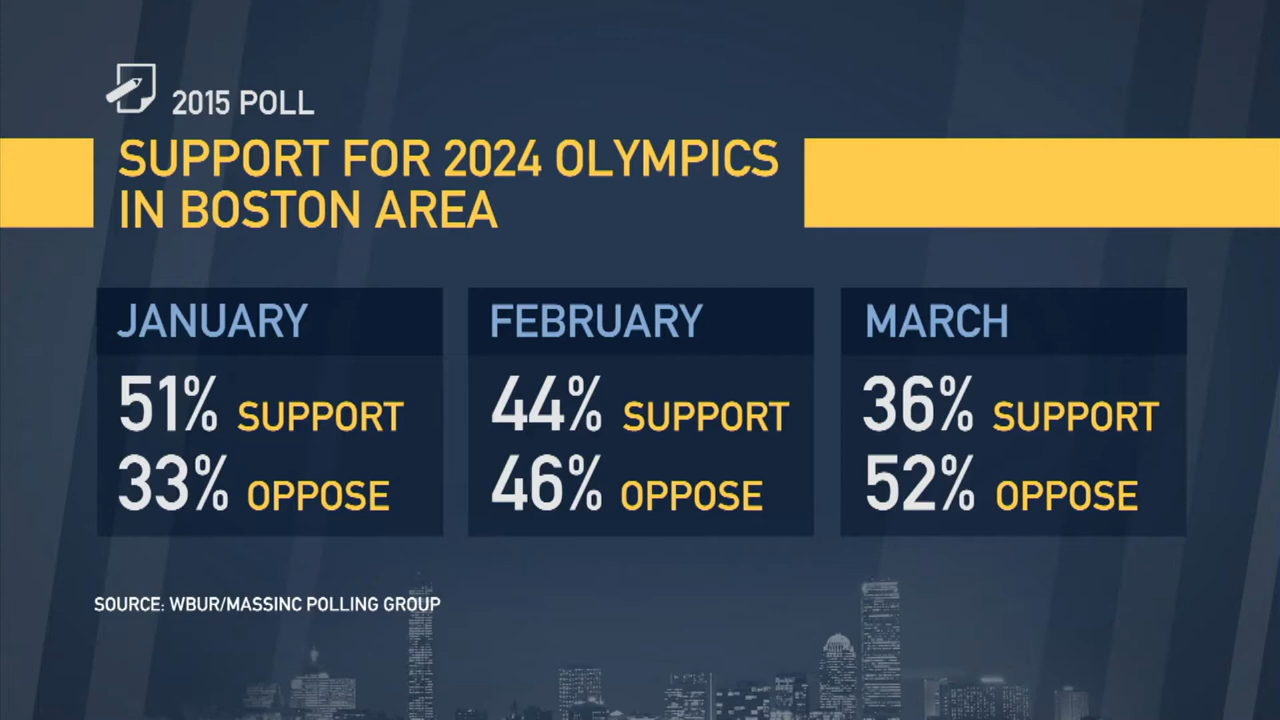 2015 POLL
SUPPORT FOR 2024 OLYMPICS
IN BOSTON AREA
JANUARY
51% SUPPORT
33% OPPOSE
FEBRUARY
44% SUPPORT
46% OPPOSE
MARCH
36% SUPPORT
52% OPPOSE
SOURCE: WBUR/MASSINC POLLING GROUP